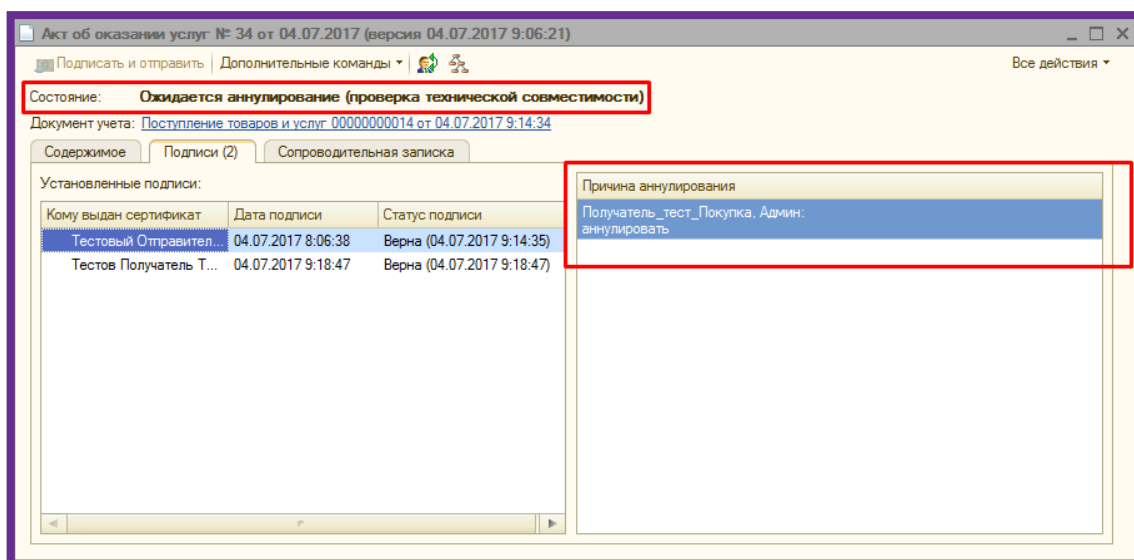 Акт об оказании услуг № 34 от 04.07.2017 (версия 04.07.2017 9:06:21)
Подписать и отправить Дополнительные команды Все действия
Состояние: Ожидается аннулирование (проверка технической совместимости)
Документ учета: Поступление товаров и услуг 00000000014 от 04.07.2017 9:14:34
Содержимое Подписи (2) Сопроводительная записка
Установленные подписи:
Кому выдан сертификат Дата подписи Статус подписи
Тестовый Отправител... 04.07.2017 8:06:38 Верна (04.07.2017 9:14:35)
Тестов Получатель Т... 04.07.2017 9:18:47 Верна (04.07.2017 9:18:47)
Причина аннулирования
Получатель_тест_Покупка, Админ:
аннулировать